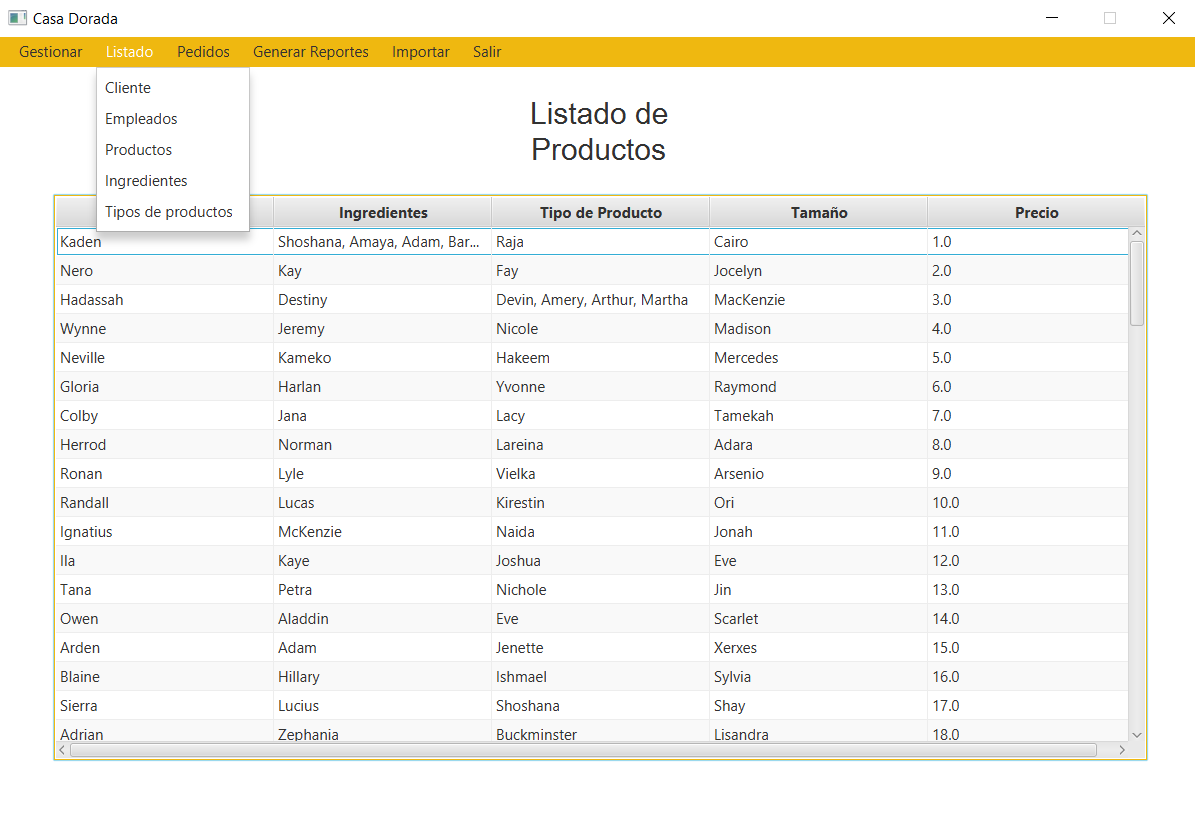 Casa Dorada
Gestionar Listado Pedidos Generar Reportes Importar Salir
Cliente
Empleados
Productos
Ingredientes
Tipos de productos
Listado de
Productos
Ingredientes Tipo de Producto Tamaño Precio
Kaden Shoshana, Amaya, Adam, Bar... Raja Cairo 1.0
Nero Kay Fay Jocelyn 2.0
Hadassah Destiny Devin, Amery, Arthur, Martha MacKenzie 3.0
Wynne Jeremy Nicole Madison 4.0
Neville Kameko Hakeem Mercedes 5.0
Gloria Harlan Yvonne Raymond 6.0
Colby Jana Lacy Tamekah 7.0
Herrod Norman Lareina Adara 8.0
Ronan Lyle Vielka Arsenio 9.0
Randall Lucas Kirestin Ori 10.0
Ignatius McKenzie Naida Jonah 11.0
Ila Kaye Joshua Eve 12.0
Tana Petra Nichole Jin 13.0
Owen Aladdin Eve Scarlet 14.0
Arden Adam Jenette Xerxes 15.0
Blaine Hillary Ishmael Sylvia 16.0
Sierra Lucius Shoshana Shay 17.0
Adrian Zephania Buckminster Lisandra 18.0